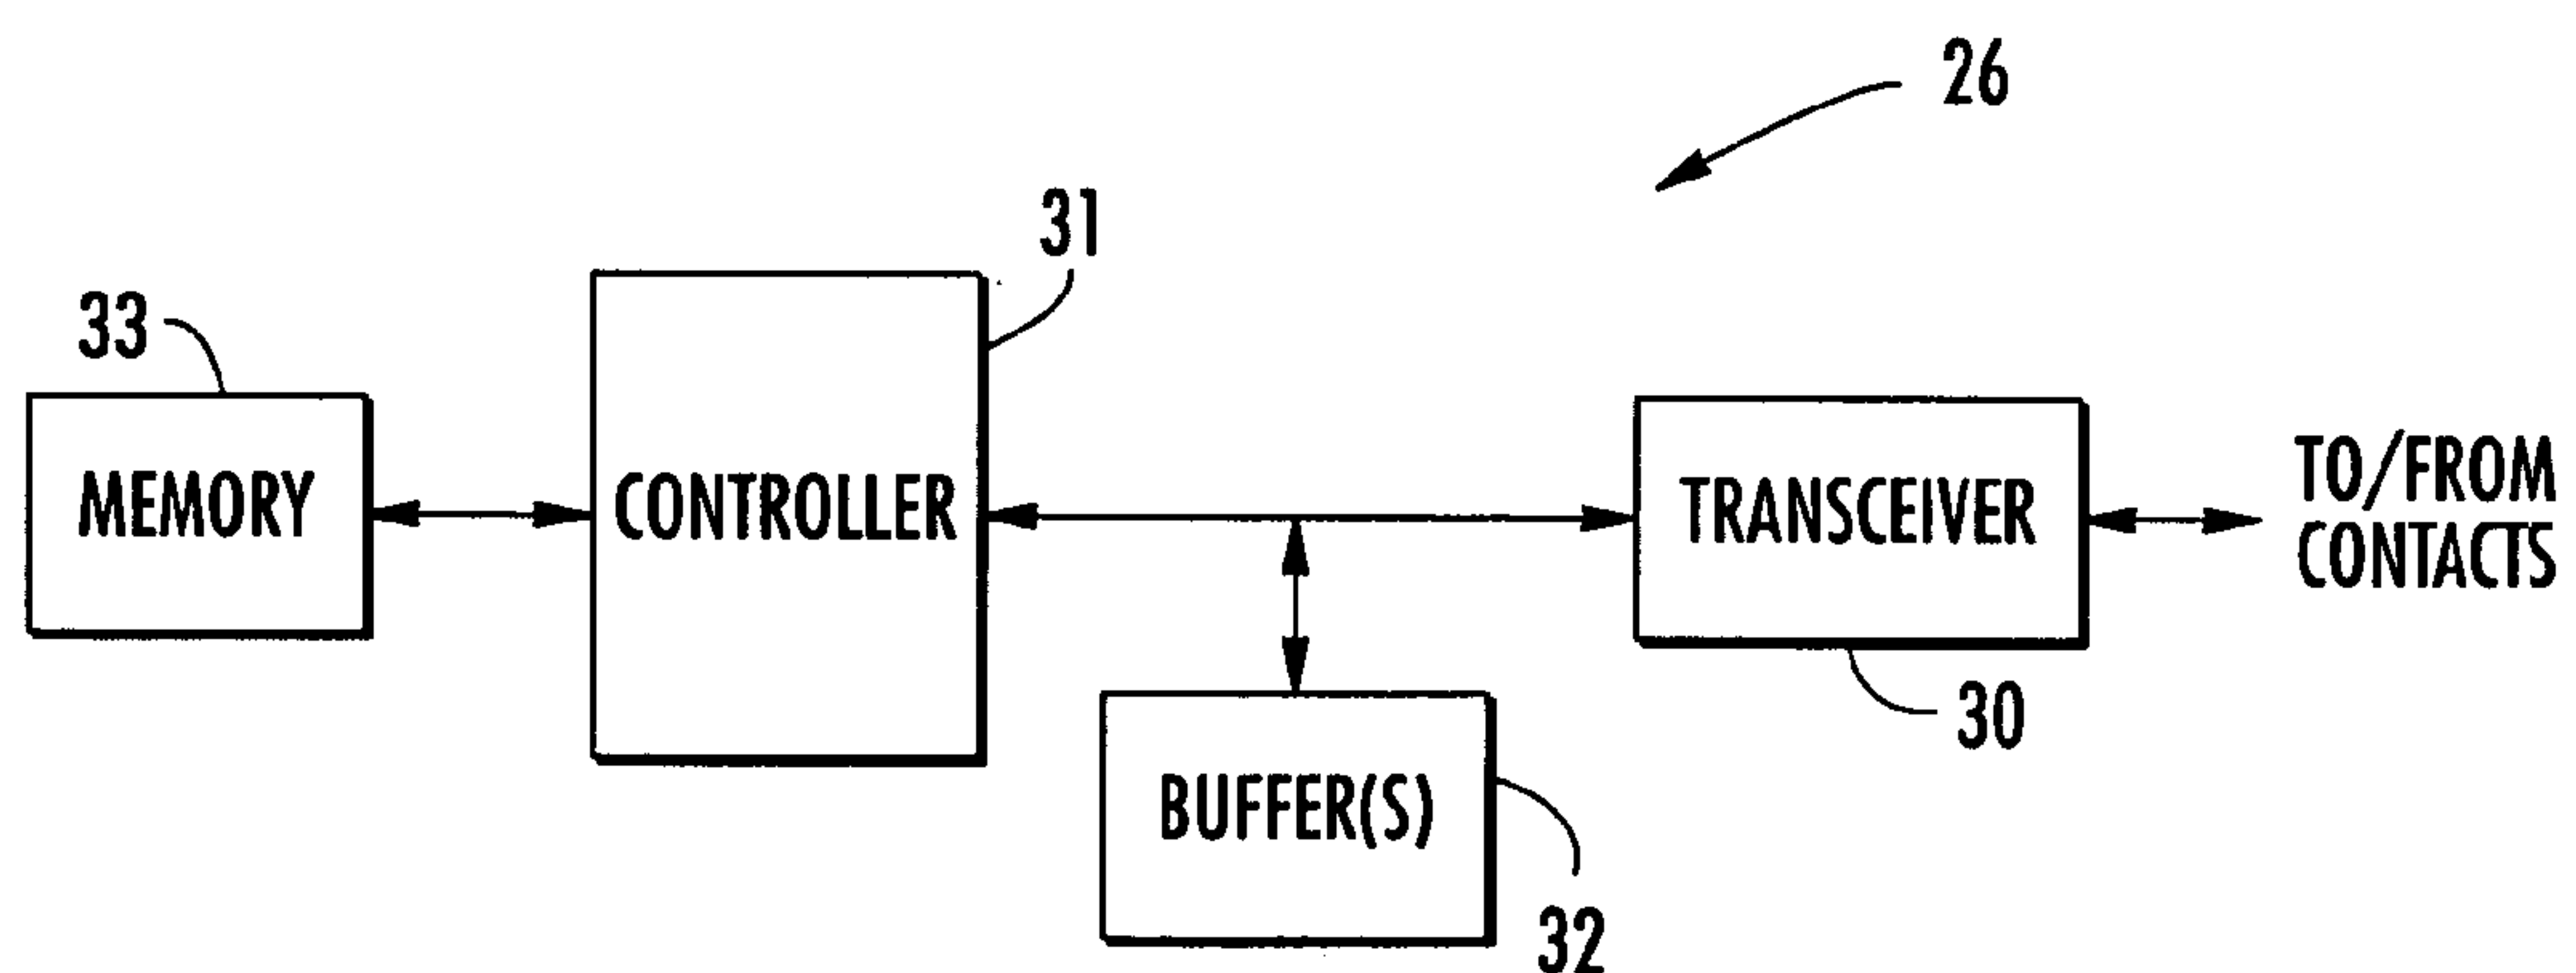 26
31
33
MEMORY
CONTROLLER
TRANSCEIVER
TO/FROM
CONTACTS
30
BUFFER(S)
32